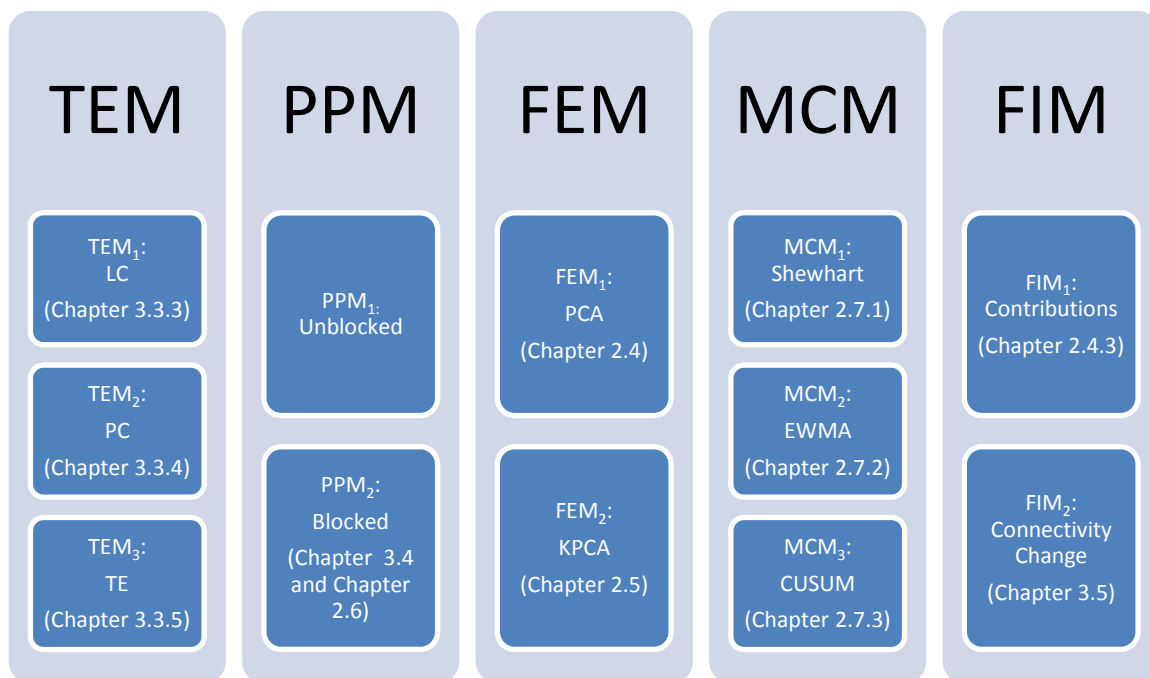 TEM
TEM₁:
LC
(Chapter 3.3.3)
TEM₂:
PC
(Chapter 3.3.4)
TEM₃:
TE
(Chapter 3.3.5)
PPM
PPM₁:
Unblocked
PPM₂:
Blocked
(Chapter 3.4
and Chapter
2.6)
FEM
FEM₁:
PCA
(Chapter 2.4)
FEM₂:
KPCA
(Chapter 2.5)
MCM
MCM₁:
Shewhart
(Chapter 2.7.1)
MCM₂:
EWMA
(Chapter 2.7.2)
MCM₃:
CUSUM
(Chapter 2.7.3)
FIM
FIM₁:
Contributions
(Chapter 2.4.3)
FIM₂:
Connectivity
Change
(Chapter 3.5)